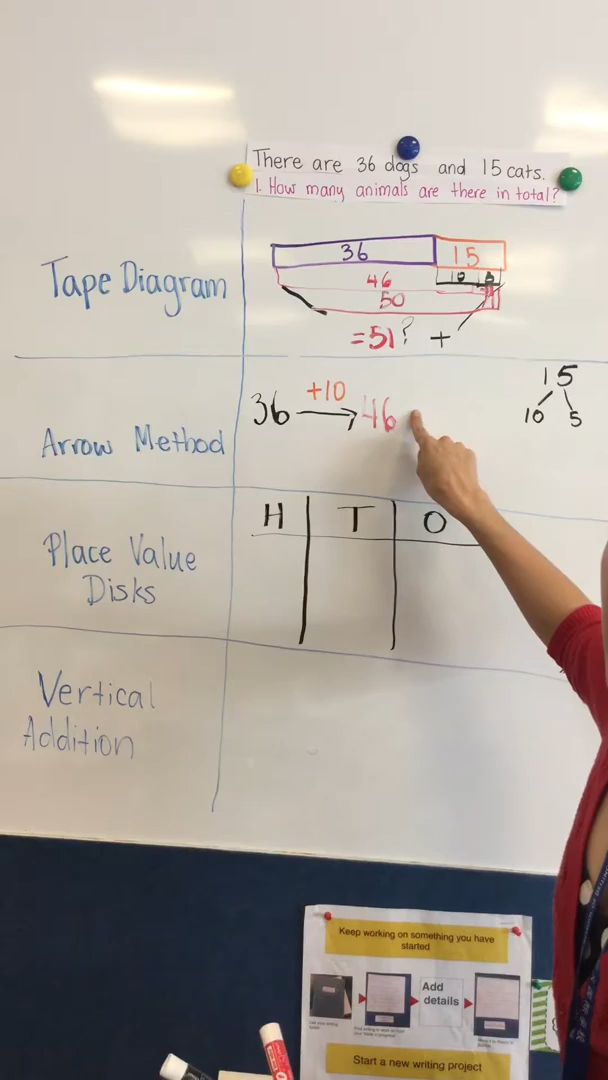 There are 36 dogs and 15 cats.
1. How many animals are there in total?
Tape Diagram
36 15
46 10
50
=51? +
Arrow Method
36 +10 46
15
10 5
H T O
Place Value
Disks
Vertical
Addition
Keep working on something you have
started
Add
details
Start a new writing project